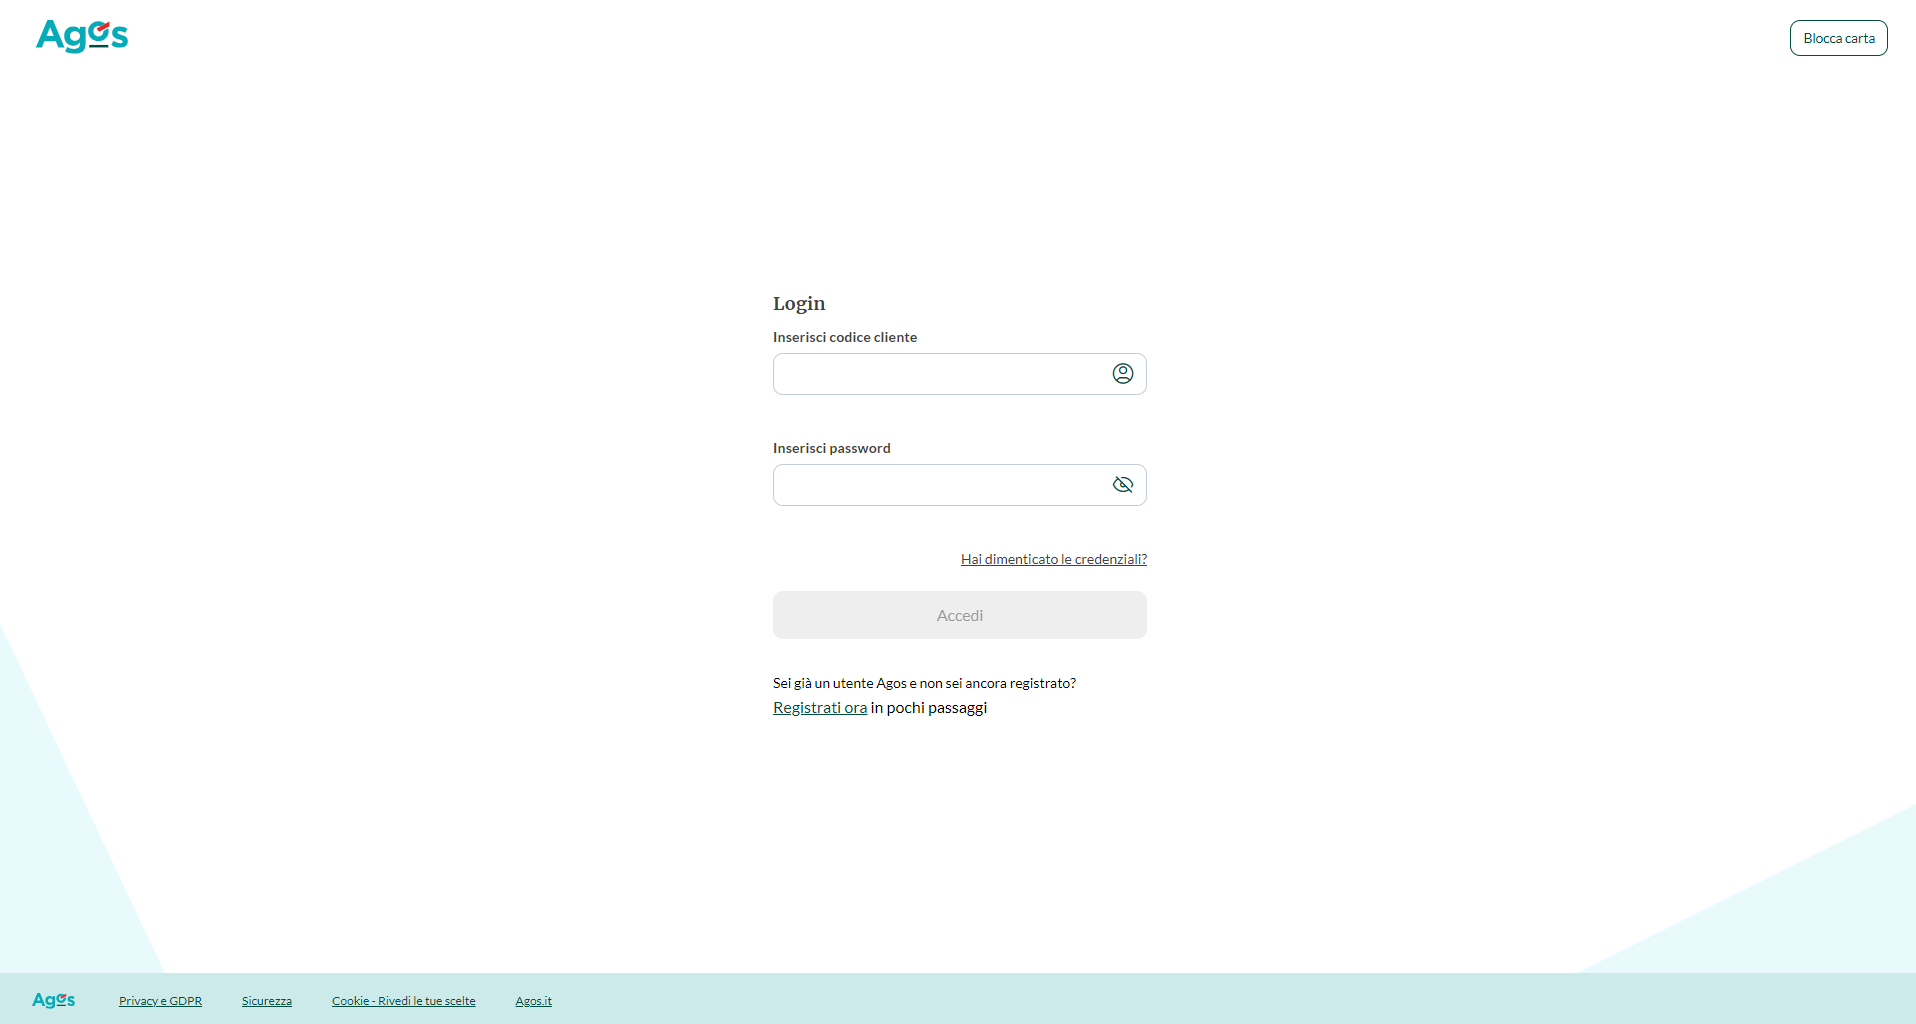 Agos
Blocca carta
Login
Inserisci codice cliente
Inserisci password
Hai dimenticato le credenziali?
Accedi
Sei già un utente Agos e non sei ancora registrato?
Registrati ora in pochi passaggi
Agos Privacy e GDPR Sicurezza Cookie - Rivedi le tue scelte Agos.it